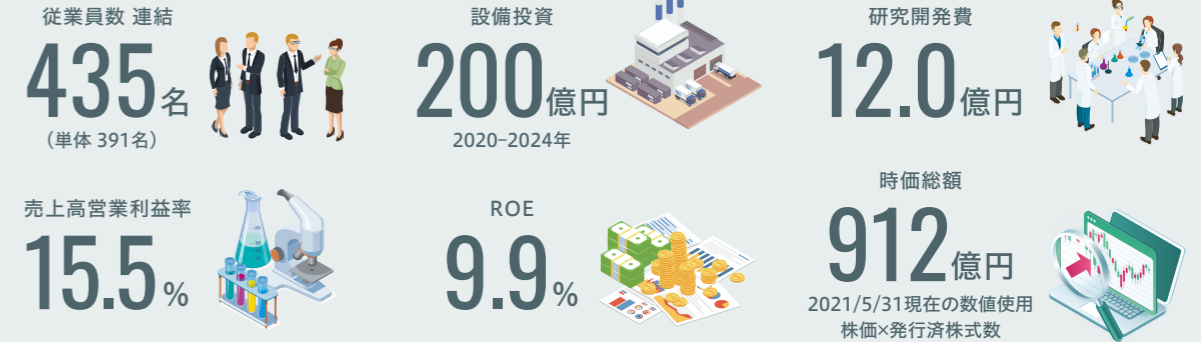 従業員数 連結
435名
（単体 391名）
設備投資
200億円
2020-2024年
研究開発費
12.0億円
売上高営業利益率
15.5%
ROE
9.9%
時価総額
912億円
2021/5/31現在の数値使用
株価×発行済株式数